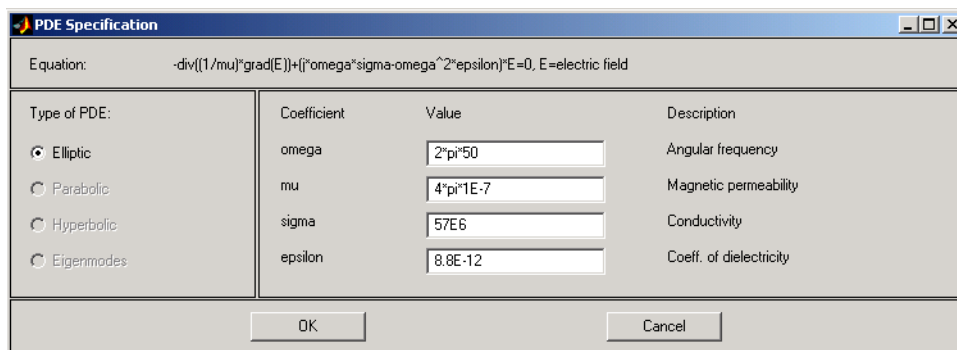 PDE Specification
Equation: -div((1/mu)*grad(E))+(j*omega*sigma-omega^2*epsilon)*E=0, E=electric field
Type of PDE:
Elliptic
Parabolic
Hyperbolic
Eigenmodes
Coefficient Value Description
omega 2*pi*50 Angular frequency
mu 4*pi*1E-7 Magnetic permeability
sigma 57E6 Conductivity
epsilon 8.8E-12 Coeff. of dielectricity
OK Cancel